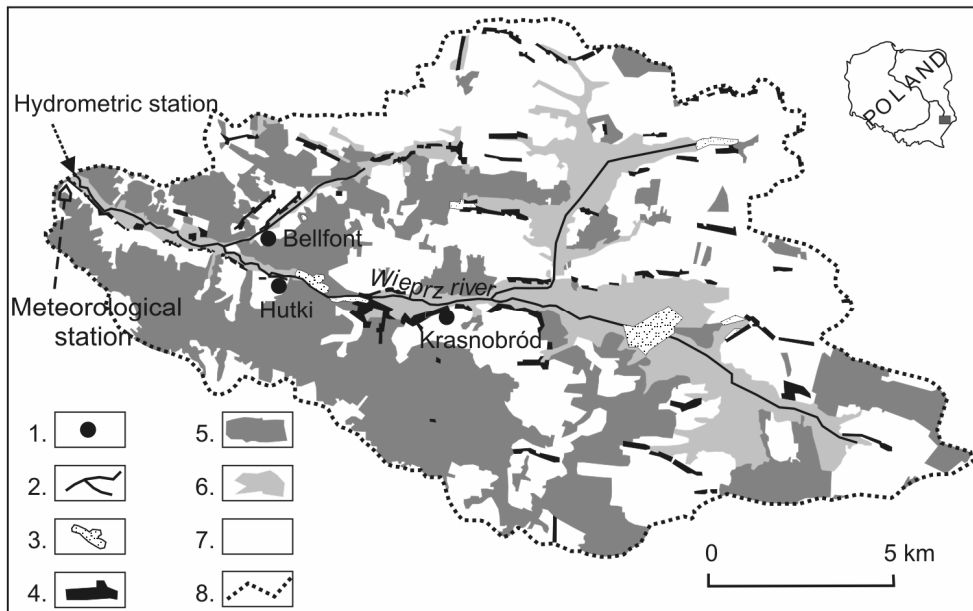 POLAND
Hydrometric station
Bellfont
Wieprz river
Meteorological
station
Hutki
Krasnobród
1.
2.
3.
4.
5.
6.
7.
8.
0
5 km